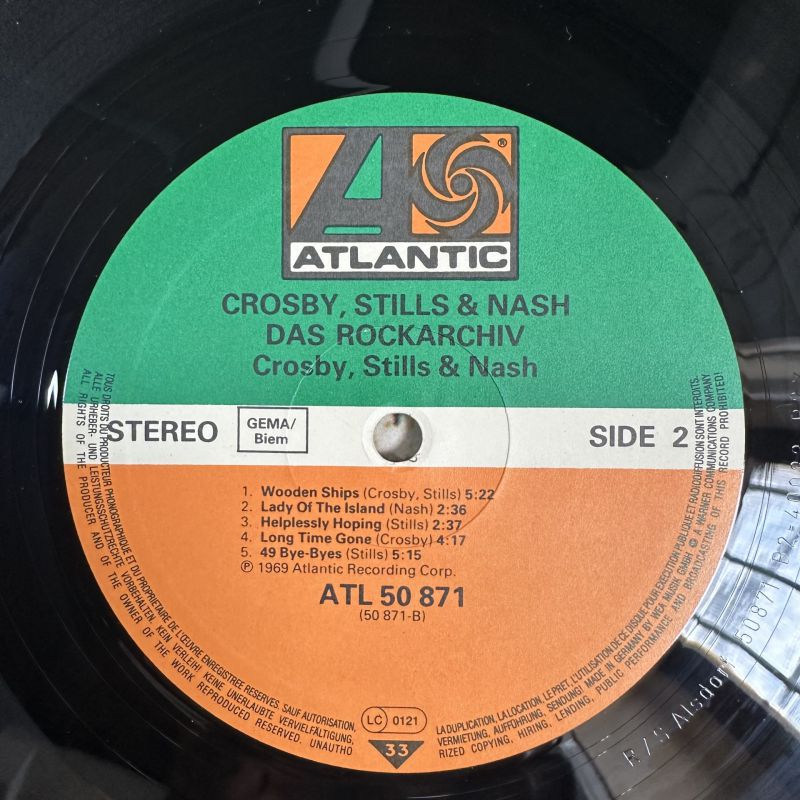 ATLANTIC
®
CROSBY, STILLS & NASH
DAS ROCKARCHIV
Crosby, Stills & Nash
STEREO
GEMA/
Biem
SIDE 2
1. Wooden Ships (Crosby, Stills) 5:22
2. Lady Of The Island (Nash) 2:36
3. Helplessly Hoping (Stills) 2:37
4. Long Time Gone (Crosby) 4:17
5. 49 Bye-Byes (Stills) 5:15
Ⓟ 1969 Atlantic Recording Corp.
ATL 50 871
(50 871-B)
LC 0121
33
TOUS DROITS DU PRODUCTEUR PHONOGRAPHIQUE ET DU PROPRIETAIRE DE L'ŒUVRE ENREGISTREE RESERVES. SAUF AUTORISATION, LA DUPLICATION, LA LOCATION, LE PRET, L'UTILISATION DE CE DISQUE POUR EXECUTION PUBLIQUE ET RADIODIFFUSION SONT INTERDITS.
ALLE URHEBER- UND LEISTUNGSSCHUTZRECHTE VORBEHALTEN. KEIN VERLEIH! KEINE UNERLAUBTE VERVIELFÄLTIGUNG, VERMIETUNG, AUFFÜHRUNG, SENDUNG! MADE IN GERMANY BY WEA MUSIK GMBH A WARNER COMMUNICATIONS COMPANY
ALL RIGHTS OF THE PRODUCER AND OF THE OWNER OF THE WORK REPRODUCED RESERVED. UNAUTHORIZED COPYING, HIRING, LENDING, PUBLIC PERFORMANCE AND BROADCASTING OF THIS RECORD PROHIBITED!
R/S Alsdorf 50871 B2